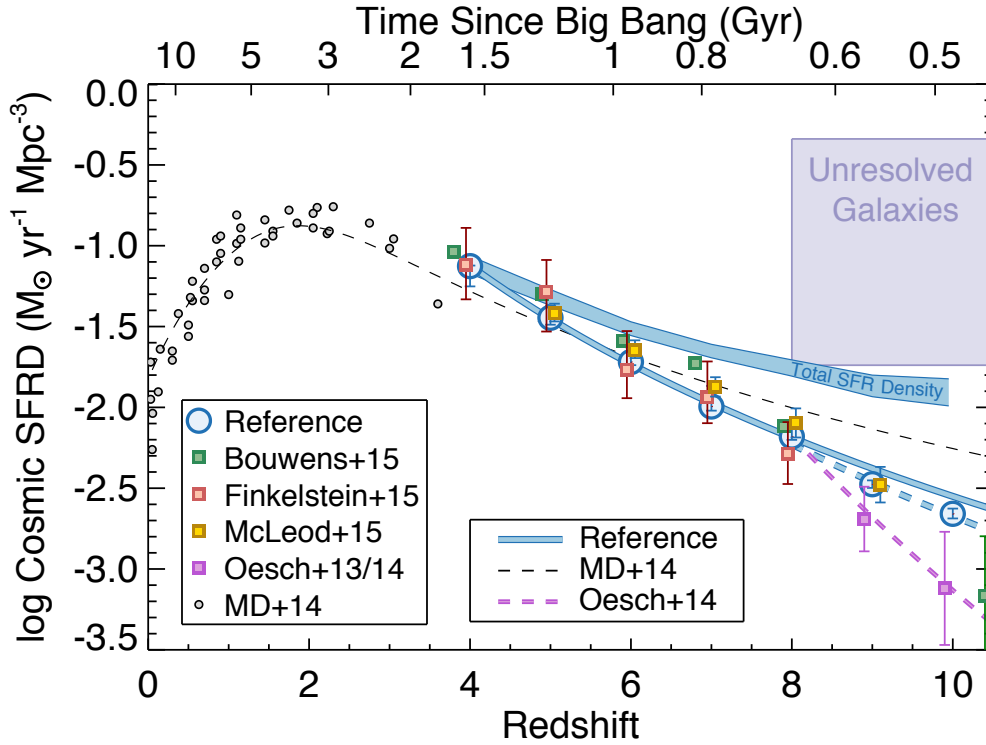 Time Since Big Bang (Gyr)
10 5 4 3 2 1.5 1 0.8 0.6 0.5
log Cosmic SFRD (M☉ yr-1 Mpc-3)
0.0
-0.5
-1.0
-1.5
-2.0
-2.5
-3.0
-3.5
Unresolved
Galaxies
Total SFR Density
Reference
Bouwens+15
Finkelstein+15
McLeod+15
Oesch+13/14
MD+14
Reference
MD+14
Oesch+14
0 2 4 6 8 10
Redshift